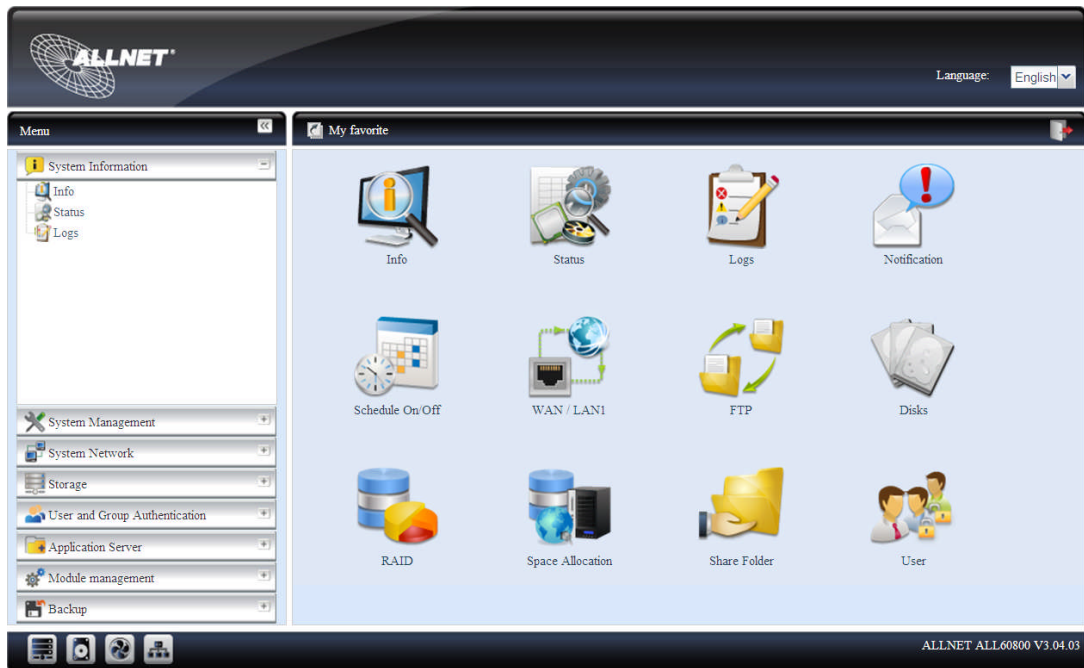 ALLNET®
Language: English
Menu
My favorite
System Information
Info
Status
Logs
System Management
System Network
Storage
User and Group Authentication
Application Server
Module management
Backup
Info Status Logs Notification
Schedule On/Off WAN / LAN1 FTP Disks
RAID Space Allocation Share Folder User
ALLNET ALL60800 V3.04.03